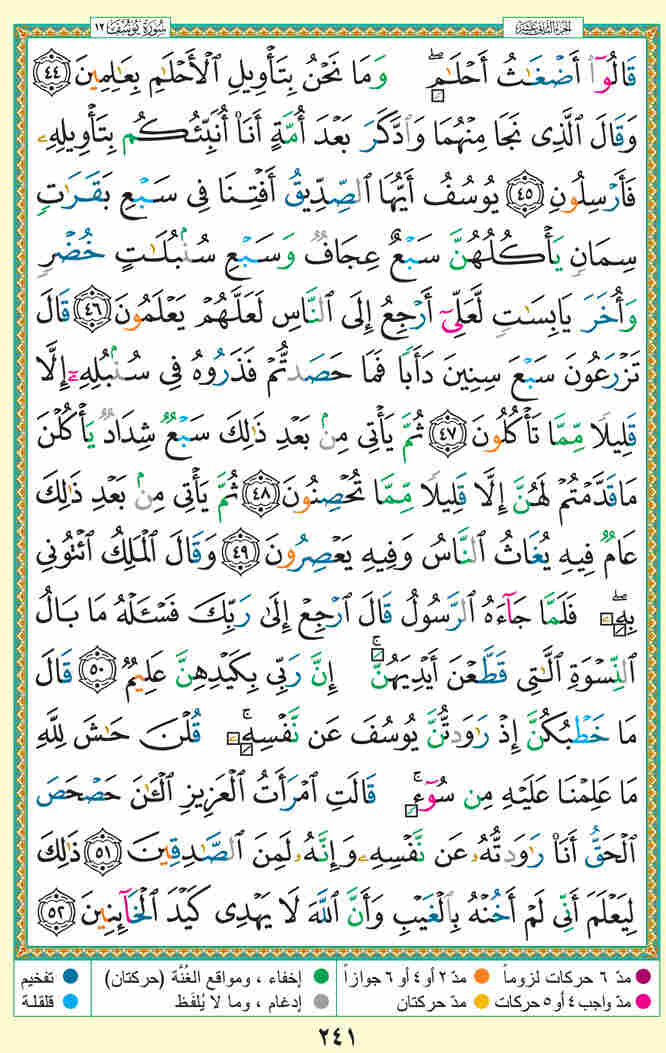 سُورَةُ يُوسُفَ ١٢
الجزء الثاني عشر
قَالُوٓا۟ أَضْغَـٰثُ أَحْلَـٰمٍۢ ۖ وَمَا نَحْنُ بِتَأْوِيلِ ٱلْأَحْلَـٰمِ بِعَـٰلِمِينَ ﴿٤٤﴾
وَقَالَ ٱلَّذِى نَجَا مِنْهُمَا وَٱدَّكَرَ بَعْدَ أُمَّةٍ أَنَا۠ أُنَبِّئُكُم بِتَأْوِيلِهِۦ
فَأَرْسِلُونِ ﴿٤٥﴾ يُوسُفُ أَيُّهَا ٱلصِّدِّيقُ أَفْتِنَا فِى سَبْعِ بَقَرَٰتٍۢ
سِمَانٍۢ يَأْكُلُهُنَّ سَبْعٌ عِجَافٌۭ وَسَبْعِ سُنۢبُلَـٰتٍ خُضْرٍۢ
وَأُخَرَ يَابِسَـٰتٍۢ لَّعَلِّىٓ أَرْجِعُ إِلَى ٱلنَّاسِ لَعَلَّهُمْ يَعْلَمُونَ ﴿٤٦﴾ قَالَ
تَزْرَعُونَ سَبْعَ سِنِينَ دَأَبًۭا فَمَا حَصَدتُّمْ فَذَرُوهُ فِى سُنۢبُلِهِۦٓ إِلَّا
قَلِيلًۭا مِّمَّا تَأْكُلُونَ ﴿٤٧﴾ ثُمَّ يَأْتِى مِنۢ بَعْدِ ذَٰلِكَ سَبْعٌۭ شِدَادٌۭ يَأْكُلْنَ
مَا قَدَّمْتُمْ لَهُنَّ إِلَّا قَلِيلًۭا مِّمَّا تُحْصِنُونَ ﴿٤٨﴾ ثُمَّ يَأْتِى مِنۢ بَعْدِ ذَٰلِكَ
عَامٌۭ فِيهِ يُغَاثُ ٱلنَّاسُ وَفِيهِ يَعْصِرُونَ ﴿٤٩﴾ وَقَالَ ٱلْمَلِكُ ٱئْتُونِى
بِهِۦ ۖ فَلَمَّا جَآءَهُ ٱلرَّسُولُ قَالَ ٱرْجِعْ إِلَىٰ رَبِّكَ فَسْـَٔلْهُ مَا بَالُ
ٱلنِّسْوَةِ ٱلَّـٰتِى قَطَّعْنَ أَيْدِيَهُنَّ ۚ إِنَّ رَبِّى بِكَيْدِهِنَّ عَلِيمٌۭ ﴿٥٠﴾ قَالَ
مَا خَطْبُكُنَّ إِذْ رَٰوَدتُّنَّ يُوسُفَ عَن نَّفْسِهِۦ ۚ قُلْنَ حَـٰشَ لِلَّهِ
مَا عَلِمْنَا عَلَيْهِ مِن سُوٓءٍۢ ۚ قَالَتِ ٱمْرَأَتُ ٱلْعَزِيزِ ٱلْـَٔـٰنَ حَصْحَصَ
ٱلْحَقُّ أَنَا۠ رَٰوَدتُّهُۥ عَن نَّفْسِهِۦ وَإِنَّهُۥ لَمِنَ ٱلصَّـٰدِقِينَ ﴿٥١﴾ ذَٰلِكَ
لِيَعْلَمَ أَنِّى لَمْ أَخُنْهُ بِٱلْغَيْبِ وَأَنَّ ٱللَّهَ لَا يَهْدِى كَيْدَ ٱلْخَآئِنِينَ ﴿٥٢﴾
مدّ ٦ حركات لزوماً مدّ ٢ أو ٤ أو ٦ جوازاً إخفاء ، ومواقع الغُنَّة (حركتان) تفخيم
مدّ واجب ٤ أو ٥ حركات مدّ حركتان إدغام ، وما لا يُلفَظ قلقلة
٢٤١